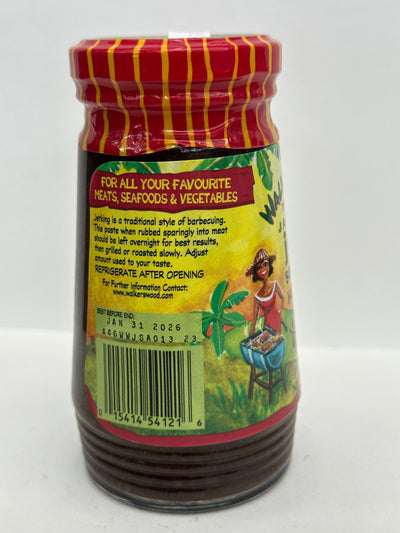 FOR ALL YOUR FAVOURITE
MEATS, SEAFOODS & VEGETABLES
Jerking is a traditional style of barbecuing.
This paste when rubbed sparingly into meat
should be left overnight for best results,
then grilled or roasted slowly. Adjust
amount used to your taste.
REFRIGERATE AFTER OPENING
For Further Information Contact:
www.walkerswood.com
BEST BEFORE END:
JAN 31 2026
A46WWJSA013 23
0 15414 54121 6